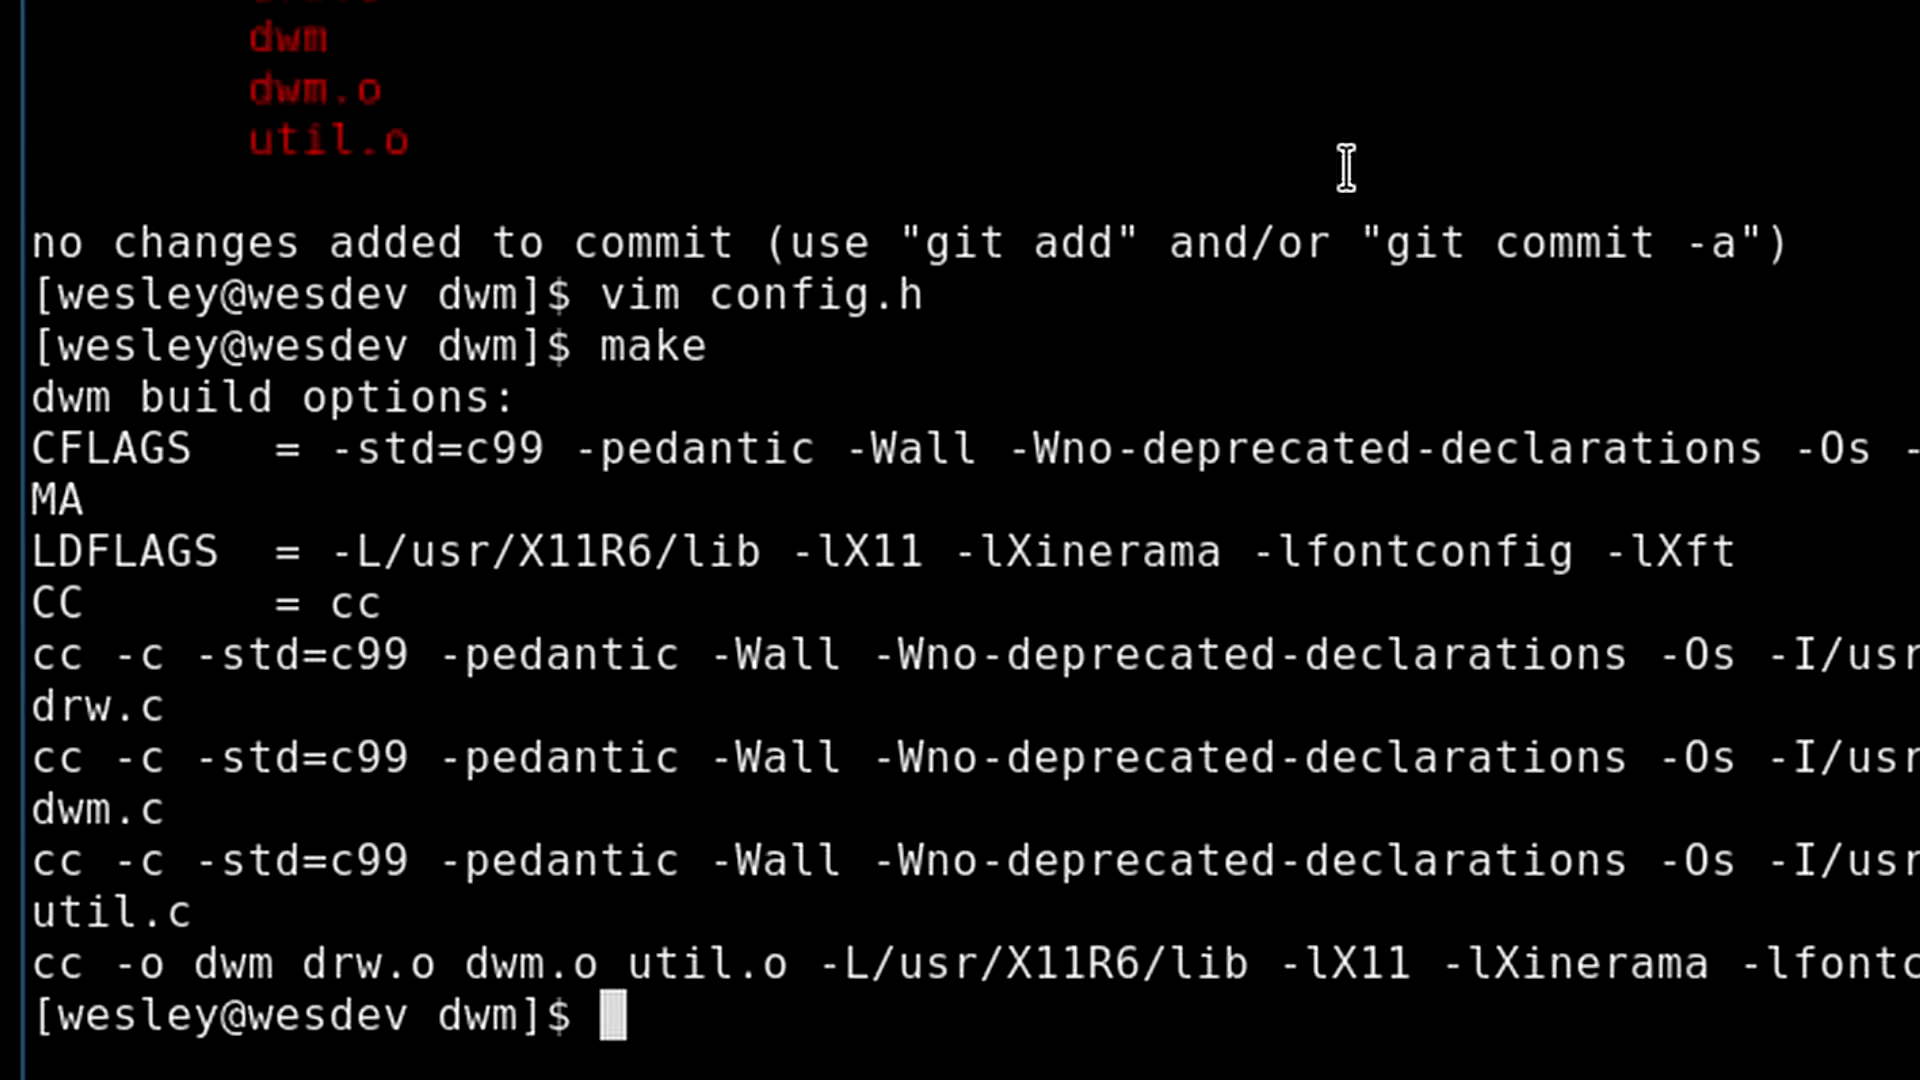 dwm
dwm.o
util.o
no changes added to commit (use "git add" and/or "git commit -a")
[wesley@wesdev dwm]$ vim config.h
[wesley@wesdev dwm]$ make
dwm build options:
CFLAGS   = -std=c99 -pedantic -Wall -Wno-deprecated-declarations -Os -
MA
LDFLAGS  = -L/usr/X11R6/lib -lX11 -lXinerama -lfontconfig -lXft
CC       = cc
cc -c -std=c99 -pedantic -Wall -Wno-deprecated-declarations -Os -I/usr
drw.c
cc -c -std=c99 -pedantic -Wall -Wno-deprecated-declarations -Os -I/usr
dwm.c
cc -c -std=c99 -pedantic -Wall -Wno-deprecated-declarations -Os -I/usr
util.c
cc -o dwm drw.o dwm.o util.o -L/usr/X11R6/lib -lX11 -lXinerama -lfontc
[wesley@wesdev dwm]$